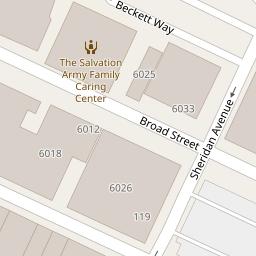 Beckett Way
The Salvation
Army Family
Caring
Center
6025
6033
Broad Street
Sheridan Avenue
6012
6018
6026
119